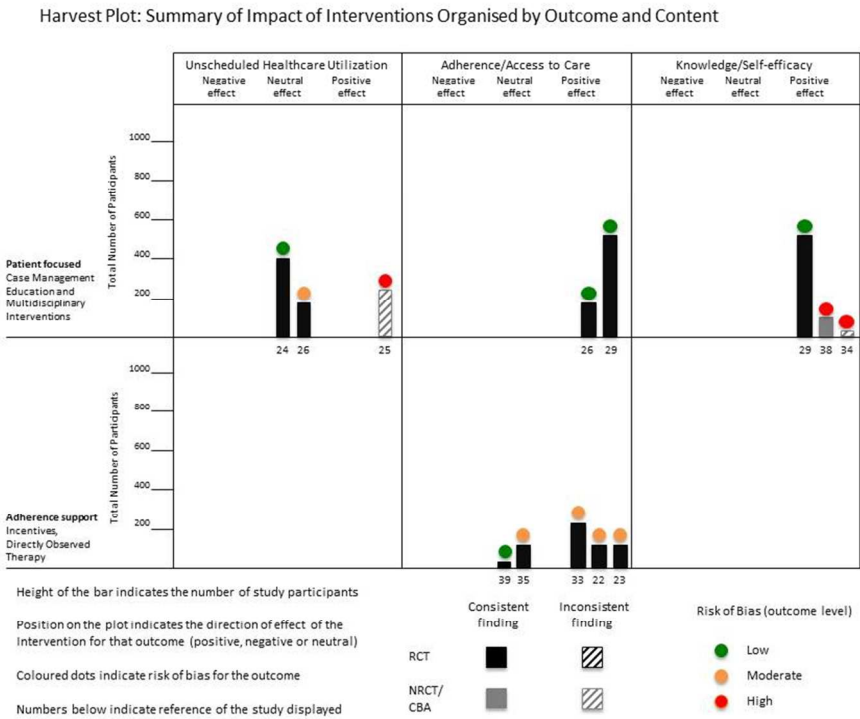 Harvest Plot: Summary of Impact of Interventions Organised by Outcome and Content
Unscheduled Healthcare Utilization
Negative effect
Neutral effect
Positive effect
Adherence/Access to Care
Negative effect
Neutral effect
Positive effect
Knowledge/Self-efficacy
Negative effect
Neutral effect
Positive effect
Total Number of Participants
1000
800
600
400
200
Patient focused
Case Management
Education and
Multidisciplinary
Interventions
24 26 25
26 29
29 38 34
Total Number of Participants
1000
800
600
400
200
Adherence support
Incentives,
Directly Observed
Therapy
39 35 33 22 23
Height of the bar indicates the number of study participants
Position on the plot indicates the direction of effect of the
Intervention for that outcome (positive, negative or neutral)
Coloured dots indicate risk of bias for the outcome
Numbers below indicate reference of the study displayed
Consistent
finding
Inconsistent
finding
RCT
NRCT/
CBA
Risk of Bias (outcome level)
Low
Moderate
High